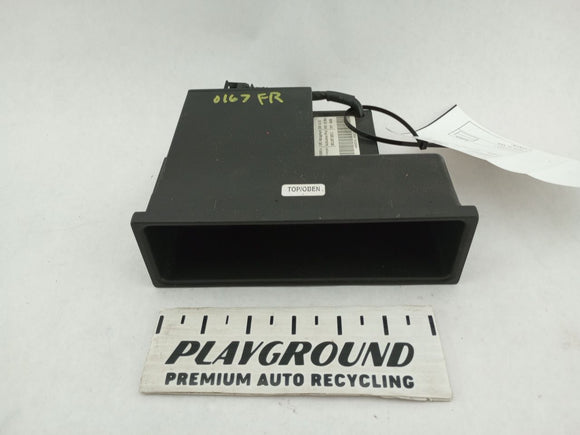 0167 FR
TOP/OBEN
PLAYGROUND
PREMIUM AUTO RECYCLING